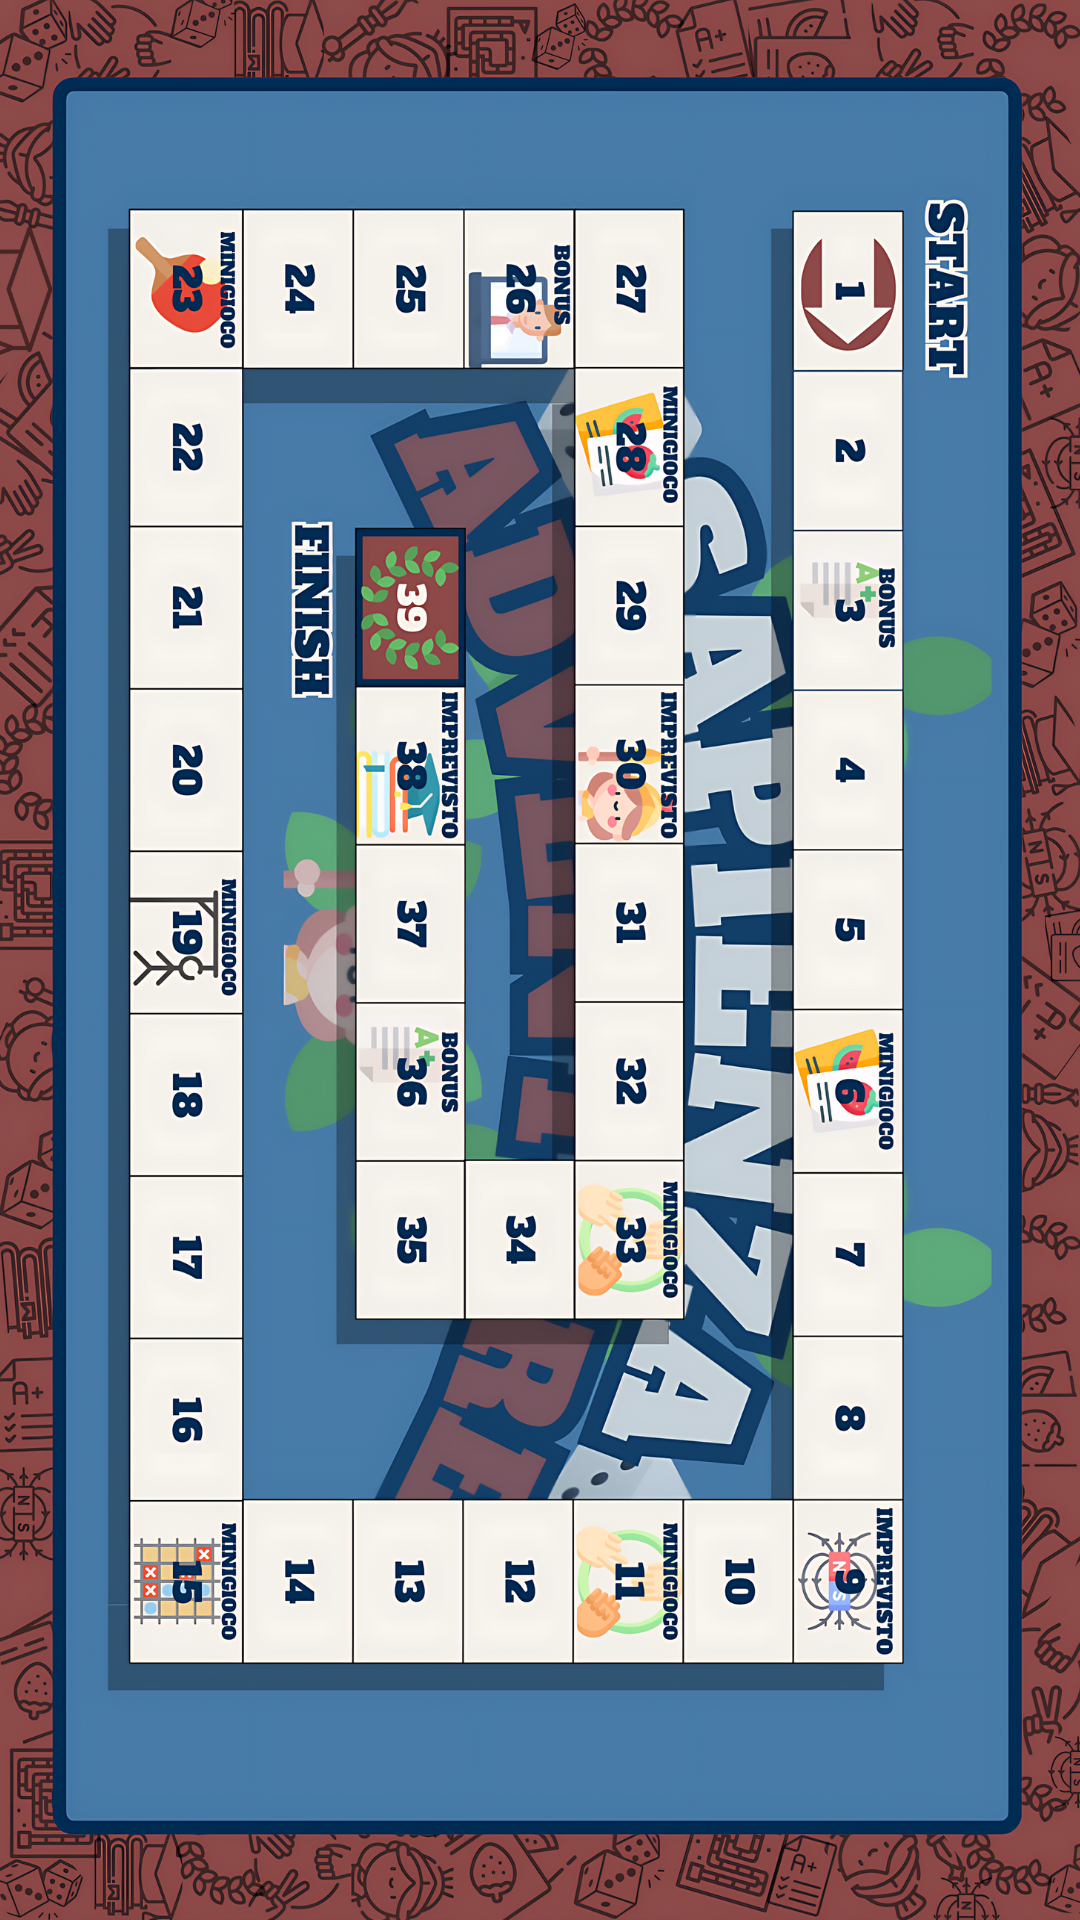 START
1
2
BONUS
A+
3
4
5
MINIGIOCO
6
7
8
IMPREVISTO
N S
9
10
MINIGIOCO
11
12
13
14
MINIGIOCO
15
16
17
18
MINIGIOCO
19
20
21
22
MINIGIOCO
23
24
25
BONUS
26
27
MINIGIOCO
28
29
IMPREVISTO
30
31
32
MINIGIOCO
33
34
35
BONUS
A+
36
37
IMPREVISTO
38
39
FINISH
SAPIENZA